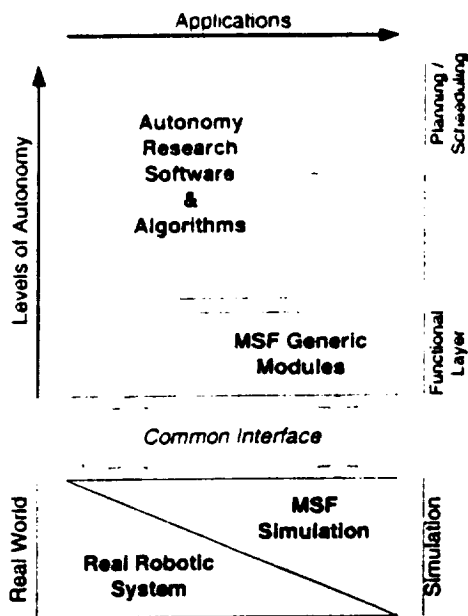 Applications
Levels of Autonomy
Autonomy
Research
Software
&
Algorithms
Planning /
Scheduling
MSF Generic
Modules
Functional
Layer
Common Interface
Real World
MSF
Simulation
Real Robotic
System
Simulation